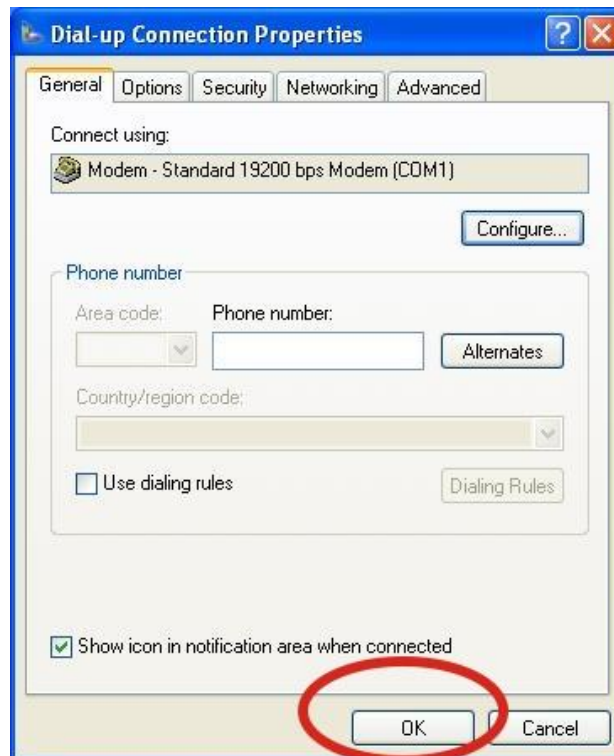 Dial-up Connection Properties
General Options Security Networking Advanced
Connect using:
Modem - Standard 19200 bps Modem (COM1)
Configure...
Phone number
Area code: Phone number:
Alternates
Country/region code:
Use dialing rules Dialing Rules
Show icon in notification area when connected
OK Cancel